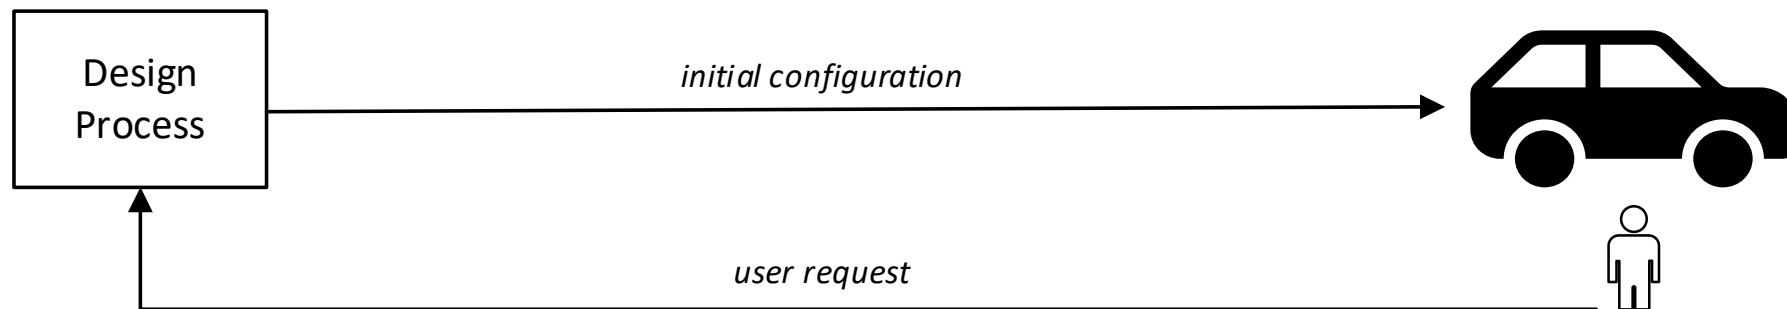 Design
Process
initial configuration
user request